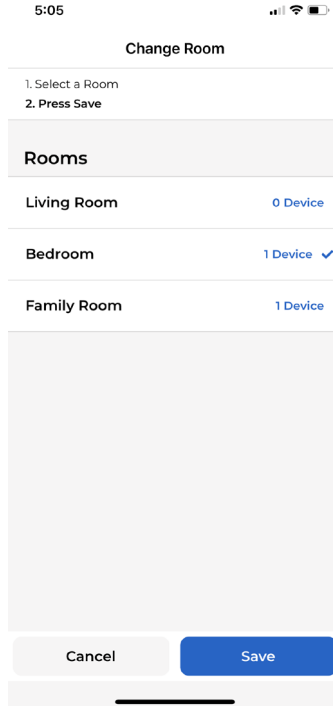 5:05
Change Room
1. Select a Room
2. Press Save
Rooms
Living Room 0 Device
Bedroom 1 Device
Family Room 1 Device
Cancel Save